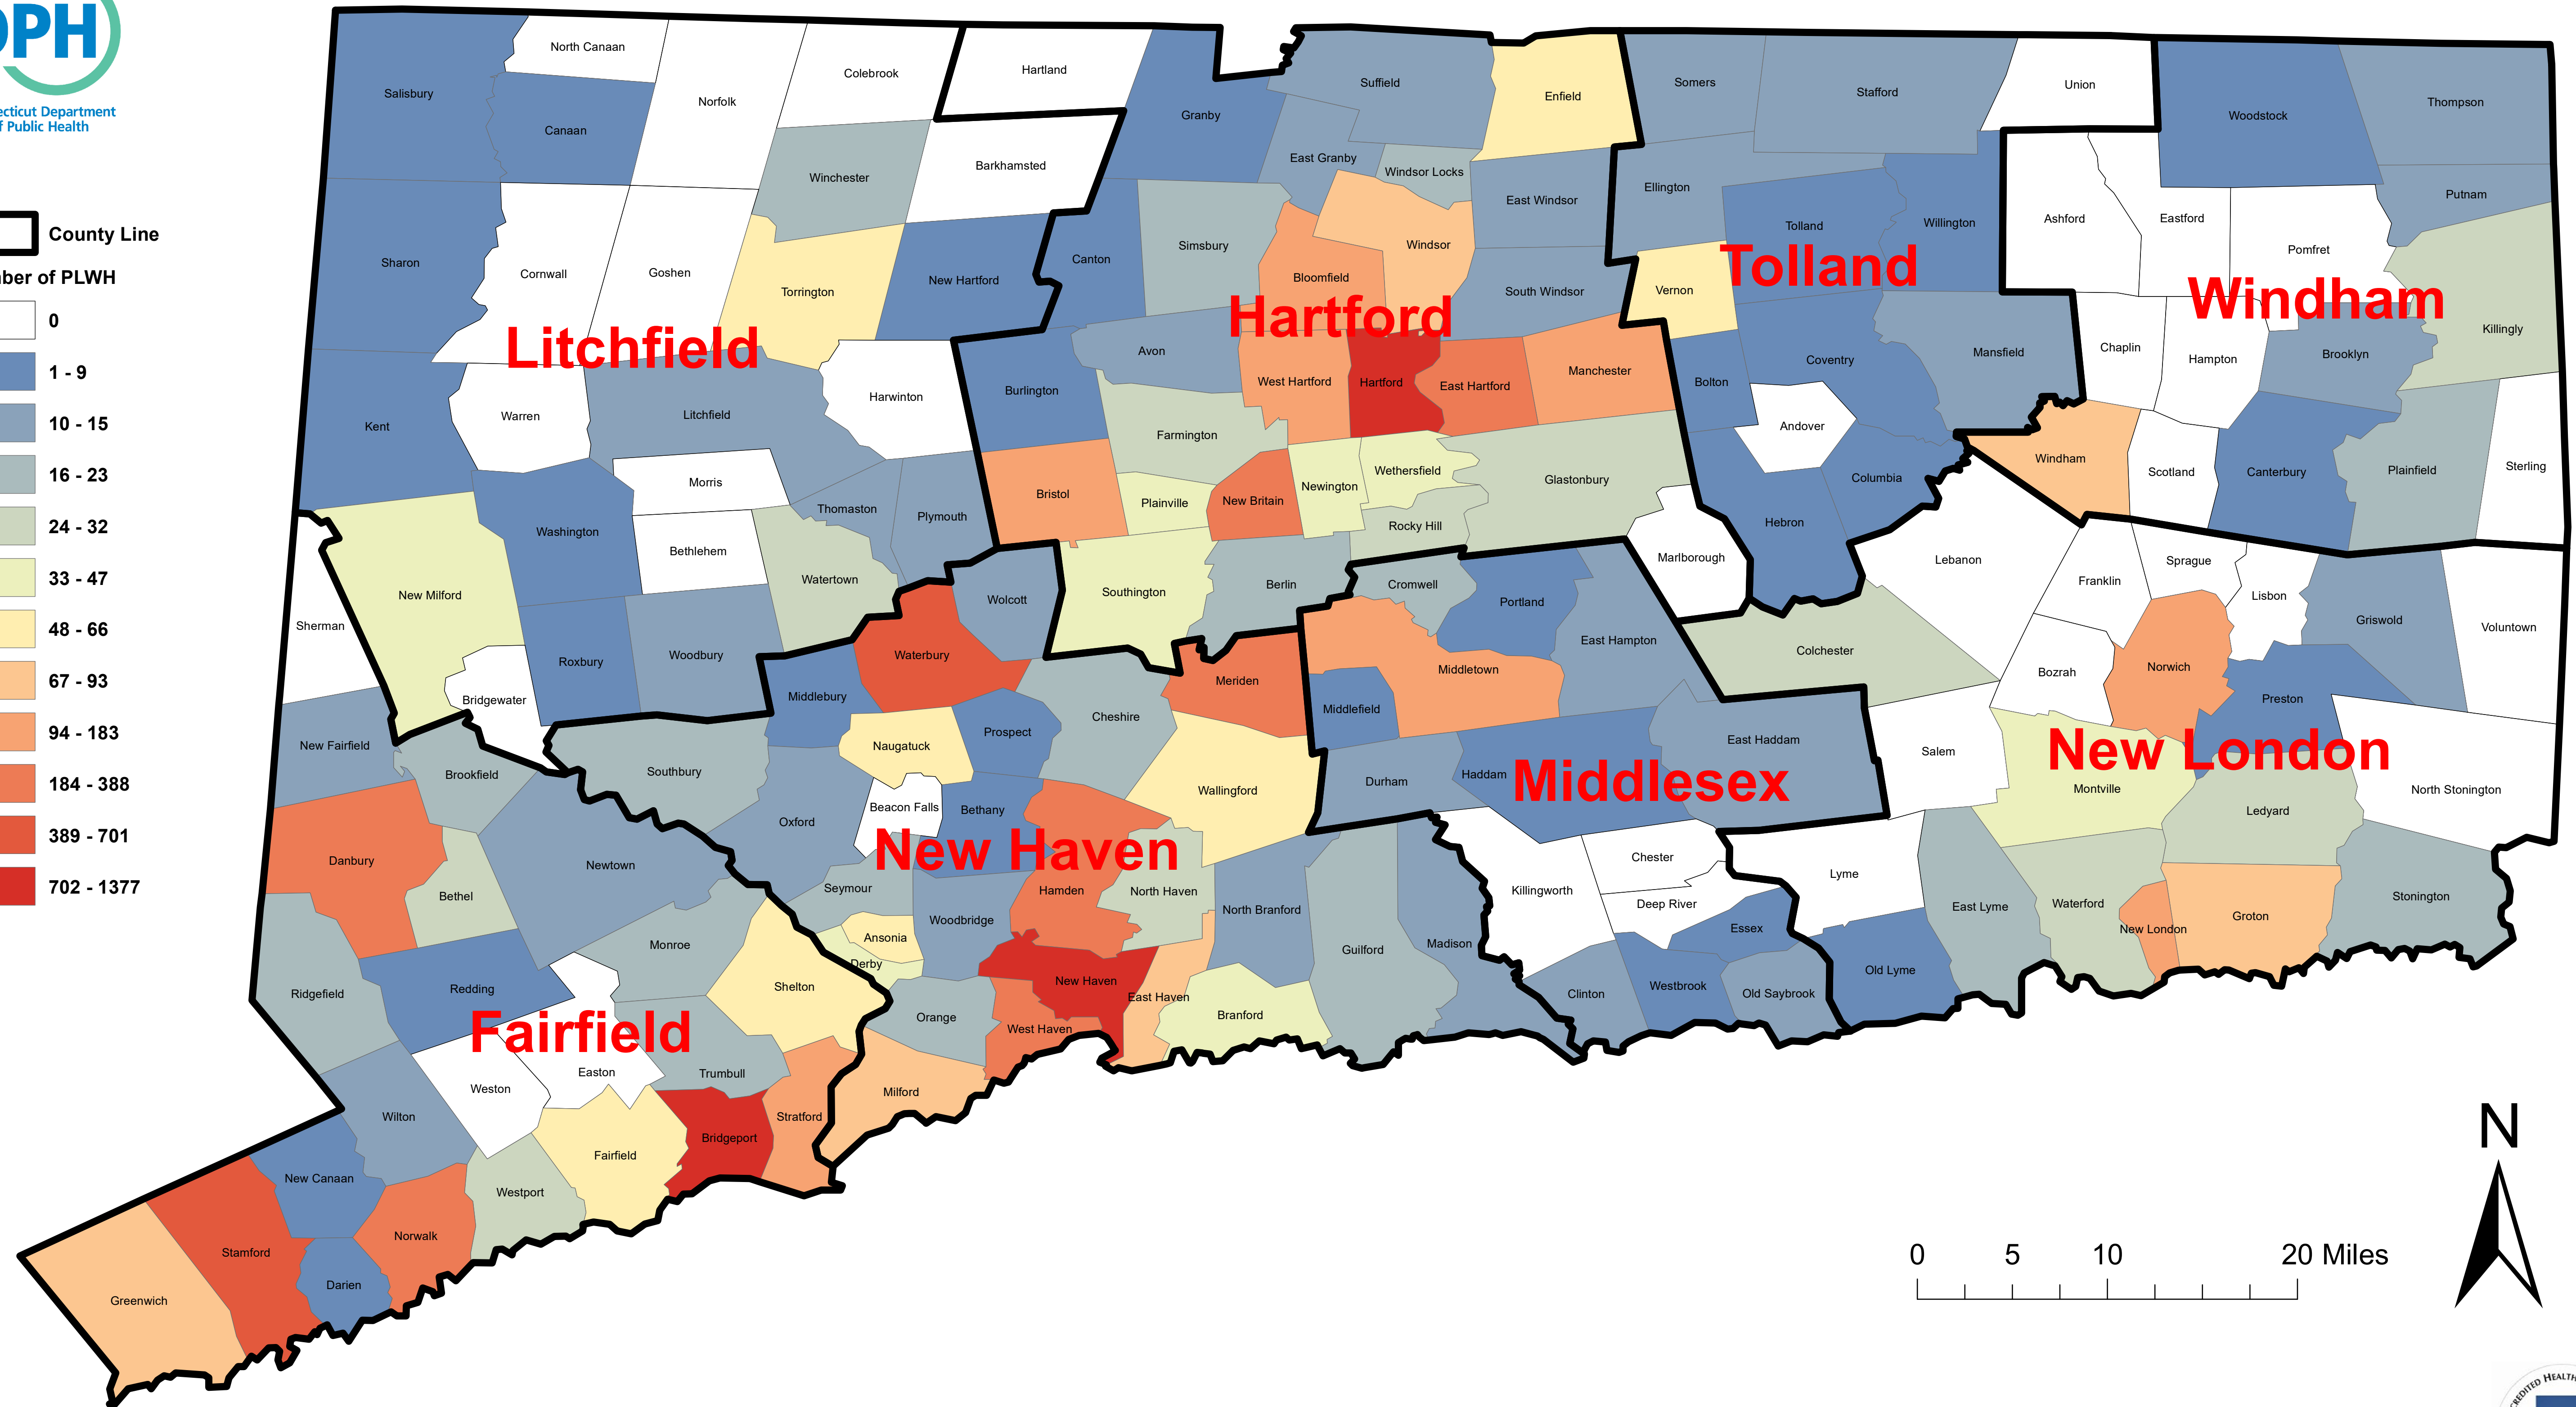 DPH
ecticut Department
f Public Health
County Line
ber of PLWH
0
1 - 9
10 - 15
16 - 23
24 - 32
33 - 47
48 - 66
67 - 93
94 - 183
184 - 388
389 - 701
702 - 1377
North Canaan
Colebrook
Hartland
Salisbury
Norfolk
Canaan
Granby
Suffield
Enfield
Somers
Stafford
Union
Woodstock
Thompson
Winchester
Barkhamsted
East Granby
Windsor Locks
East Windsor
Ellington
Tolland
Willington
Ashford
Eastford
Pomfret
Putnam
Sharon
Cornwall
Goshen
Torrington
New Hartford
Canton
Simsbury
Bloomfield
Windsor
South Windsor
Vernon
Tolland
Windham
Killingly
Litchfield
Hartford
Kent
Warren
Litchfield
Harwinton
Burlington
Avon
West Hartford
Hartford
East Hartford
Manchester
Bolton
Coventry
Mansfield
Chaplin
Hampton
Brooklyn
Andover
Farmington
Morris
Thomaston
Plymouth
Bristol
Plainville
New Britain
Newington
Wethersfield
Rocky Hill
Glastonbury
Columbia
Hebron
Windham
Scotland
Canterbury
Plainfield
Sterling
Washington
Bethlehem
Watertown
Wolcott
Southington
Berlin
Cromwell
Portland
Marlborough
Lebanon
Franklin
Sprague
Lisbon
Griswold
Voluntown
Sherman
New Milford
Roxbury
Woodbury
Waterbury
Meriden
Middletown
East Hampton
Colchester
Bozrah
Norwich
Preston
Bridgewater
Middlebury
Prospect
Cheshire
Middlefield
New Fairfield
Brookfield
Southbury
Naugatuck
Wallingford
Durham
Haddam
East Haddam
Middlesex
Salem
New London
Montville
North Stonington
Ledyard
Beacon Falls
Bethany
Oxford
New Haven
Danbury
Bethel
Newtown
Seymour
Hamden
North Haven
Woodbridge
North Branford
Guilford
Madison
Killingworth
Chester
Deep River
Essex
Lyme
East Lyme
Waterford
New London
Groton
Stonington
Monroe
Ansonia
Derby
Shelton
New Haven
East Haven
Ridgefield
Redding
Fairfield
Orange
West Haven
Branford
Clinton
Westbrook
Old Saybrook
Old Lyme
Weston
Easton
Trumbull
Milford
Wilton
Stratford
Bridgeport
Fairfield
New Canaan
Westport
Norwalk
Stamford
Darien
Greenwich
N
0 5 10 20 Miles